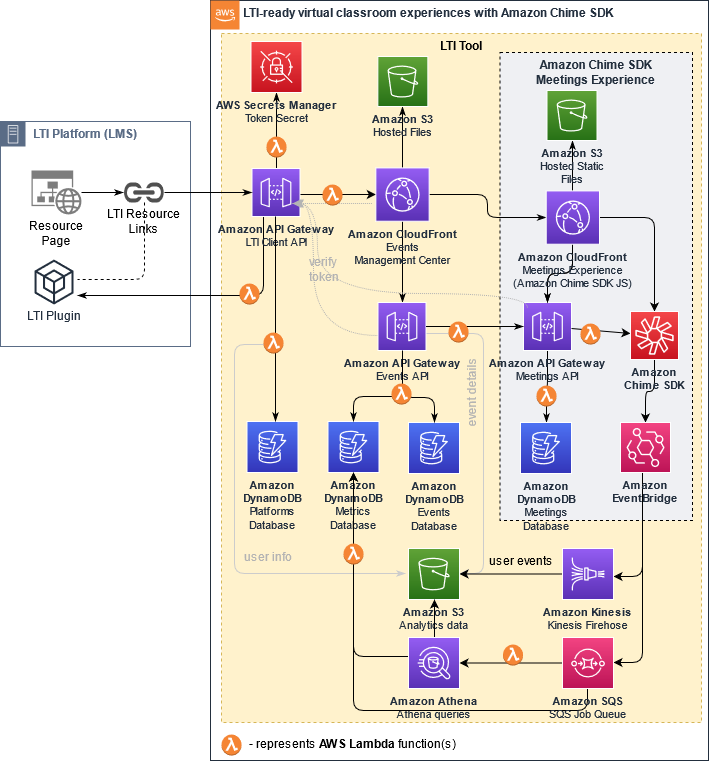 aws
LTI-ready virtual classroom experiences with Amazon Chime SDK
LTI Tool
AWS Secrets Manager
Token Secret
Amazon S3
Hosted Files
Amazon Chime SDK
Meetings Experience
Amazon S3
Hosted Static
Files
LTI Platform (LMS)
Resource
Page
LTI Resource
Links
LTI Plugin
Amazon API Gateway
LTI Client API
Amazon CloudFront
Events
Management Center
Amazon CloudFront
Meetings Experience
(Amazon Chime SDK JS)
verify
token
Amazon API Gateway
Events API
Amazon API Gateway
Meetings API
Amazon
Chime SDK
event details
Amazon
DynamoDB
Platforms
Database
Amazon
DynamoDB
Metrics
Database
Amazon
DynamoDB
Events
Database
Amazon
DynamoDB
Meetings
Database
Amazon
EventBridge
user info
user events
Amazon S3
Analytics data
Amazon Kinesis
Kinesis Firehose
Amazon Athena
Athena queries
Amazon SQS
SQS Job Queue
- represents AWS Lambda function(s)